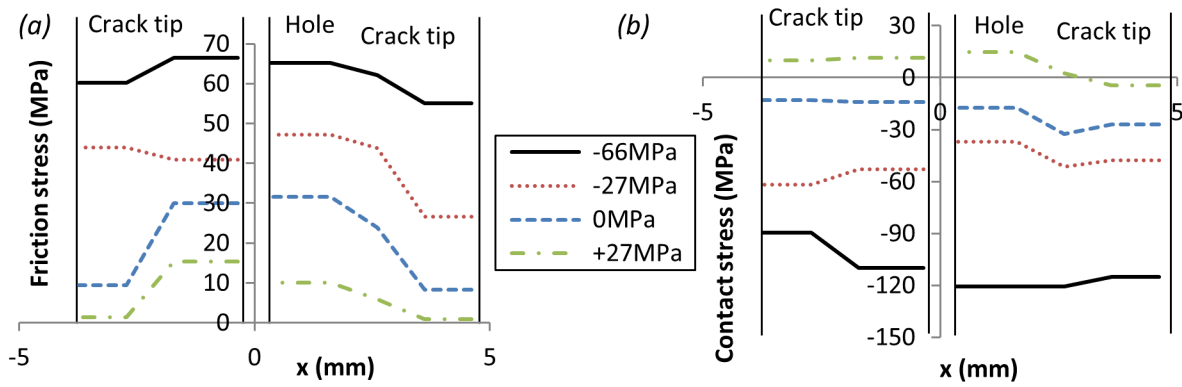 (a)
Crack tip
Hole
Crack tip
Friction stress (MPa)
70
60
50
40
30
20
10
0
-5
0
5
x (mm)
-66MPa
-27MPa
0MPa
+27MPa
(b)
Crack tip
Hole
Crack tip
Contact stress (MPa)
30
0
-30
-60
-90
-120
-150
-5
0
5
x (mm)